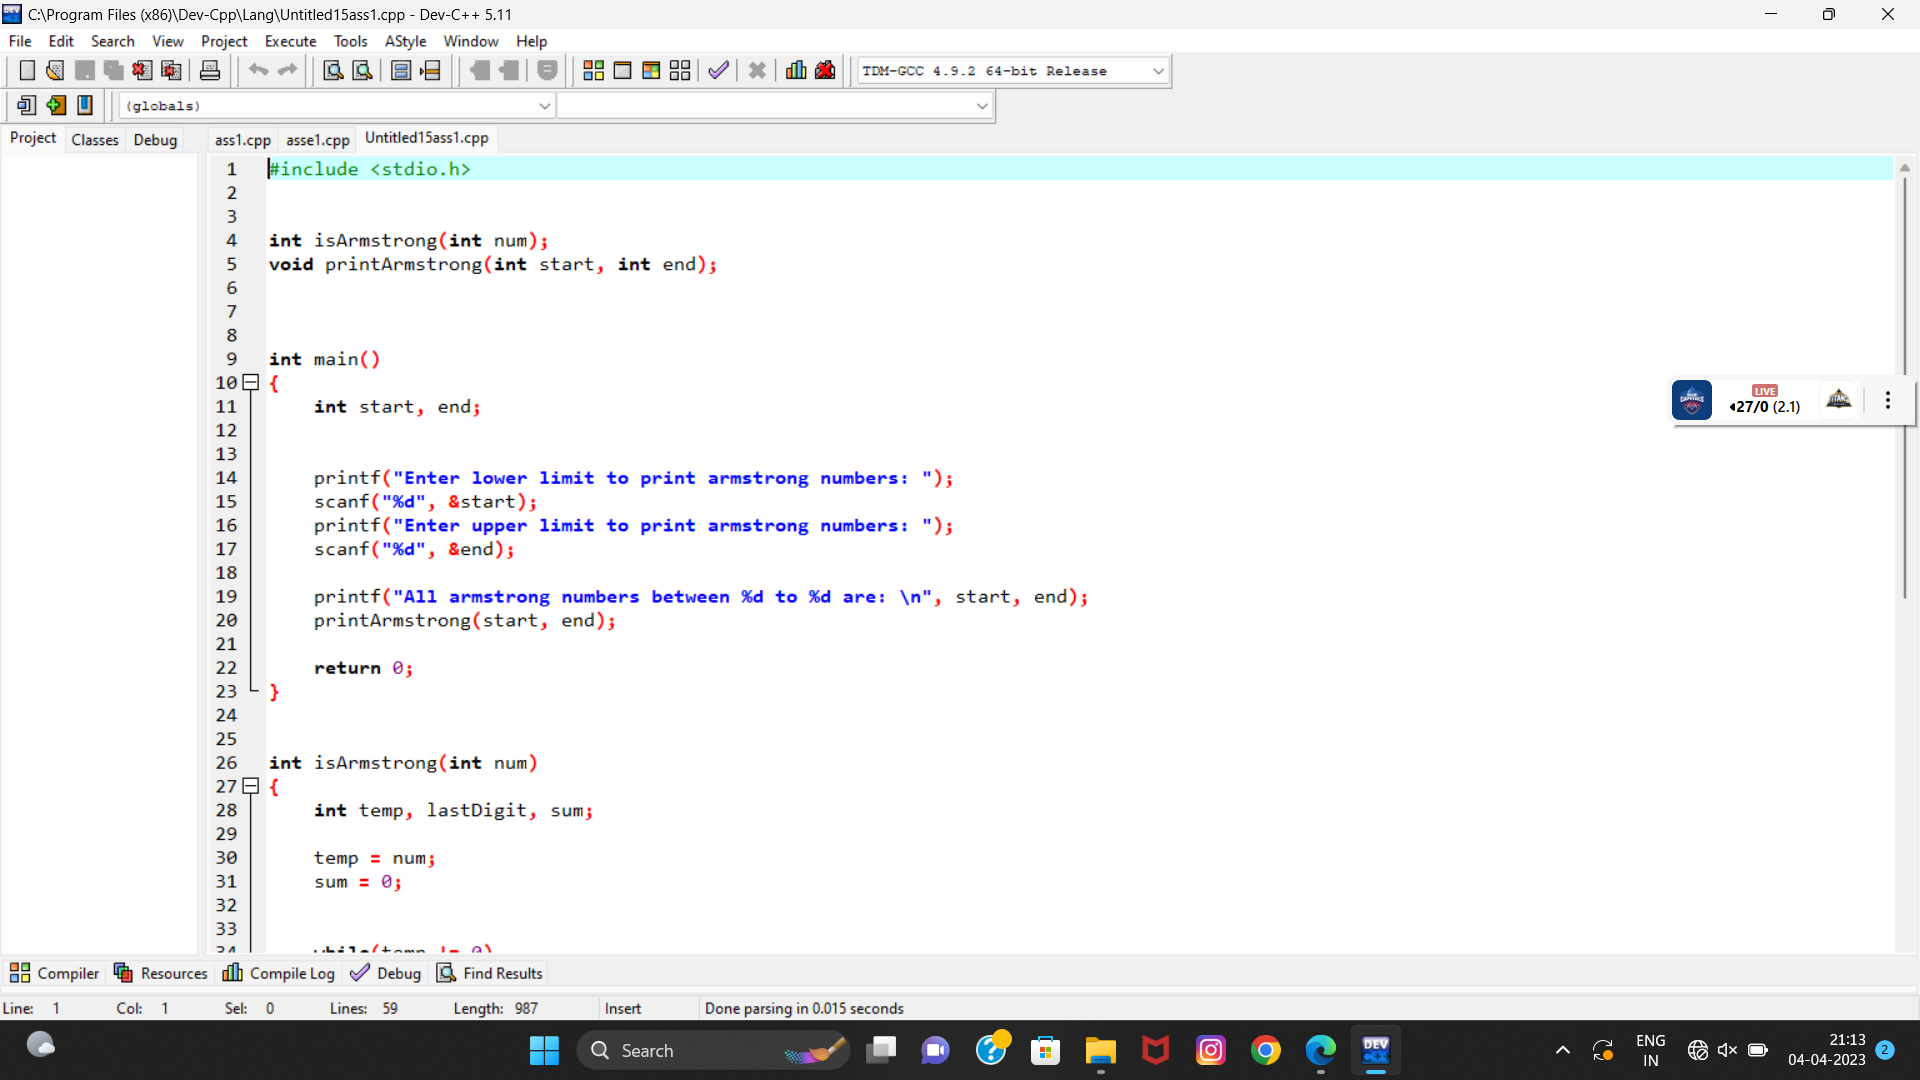 C:\Program Files (x86)\Dev-Cpp\Lang\Untitled15ass1.cpp - Dev-C++ 5.11
File Edit Search View Project Execute Tools AStyle Window Help
TDM-GCC 4.9.2 64-bit Release
(globals)
Project Classes Debug ass1.cpp asse1.cpp Untitled15ass1.cpp
1 #include <stdio.h>
2
3
4 int isArmstrong(int num);
5 void printArmstrong(int start, int end);
6
7
8
9 int main()
10 {
11 int start, end;
12
13
14 printf("Enter lower limit to print armstrong numbers: ");
15 scanf("%d", &start);
16 printf("Enter upper limit to print armstrong numbers: ");
17 scanf("%d", &end);
18
19 printf("All armstrong numbers between %d to %d are: \n", start, end);
20 printArmstrong(start, end);
21
22 return 0;
23 }
24
25
26 int isArmstrong(int num)
27 {
28 int temp, lastDigit, sum;
29
30 temp = num;
31 sum = 0;
32
33
34 while(temp != 0)
LIVE
27/0 (2.1)
Compiler Resources Compile Log Debug Find Results
Line: 1 Col: 1 Sel: 0 Lines: 59 Length: 987 Insert Done parsing in 0.015 seconds
Search
DEV C++
ENG
IN
21:13
04-04-2023
2